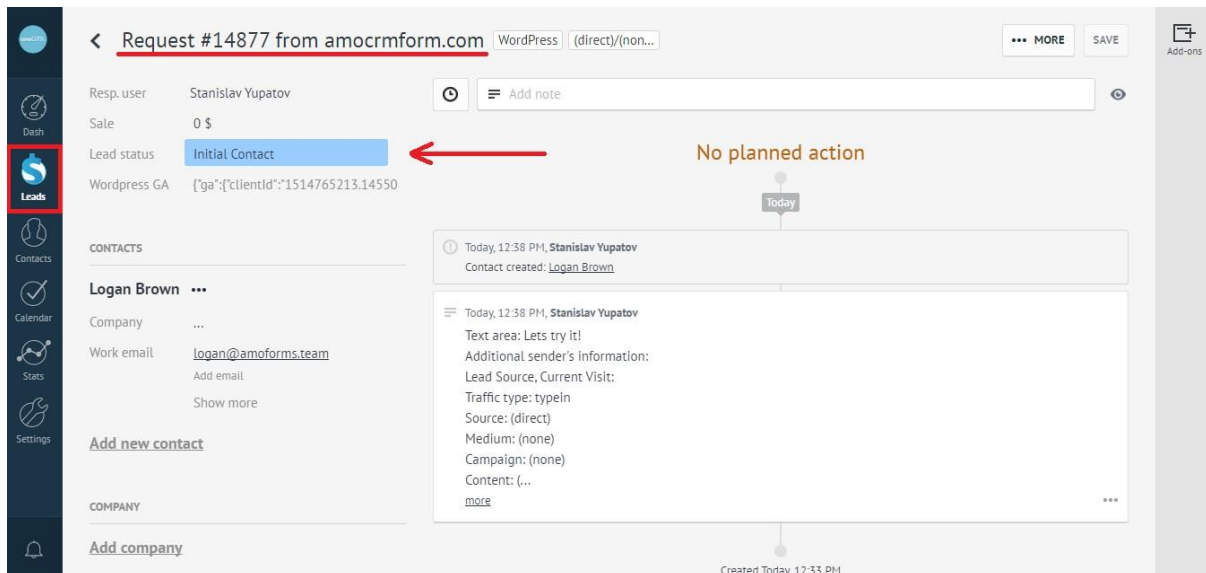 Request #14877 from amocrmform.com WordPress (direct)/(non...
••• MORE
SAVE
Add-ons
Dash
Leads
Contacts
Calendar
Stats
Settings
Resp. user Stanislav Yupatov
Sale 0 $
Lead status Initial Contact
Wordpress GA {"ga":{"clientId":"1514765213.14550
CONTACTS
Logan Brown •••
Company ...
Work email logan@amoforms.team
Add email
Show more
Add new contact
COMPANY
Add company
Add note
No planned action
Today
Today, 12:38 PM, Stanislav Yupatov
Contact created: Logan Brown
Today, 12:38 PM, Stanislav Yupatov
Text area: Lets try it!
Additional sender's information:
Lead Source, Current Visit:
Traffic type: typein
Source: (direct)
Medium: (none)
Campaign: (none)
Content: (...
more
•••
Created Today, 12:33 PM